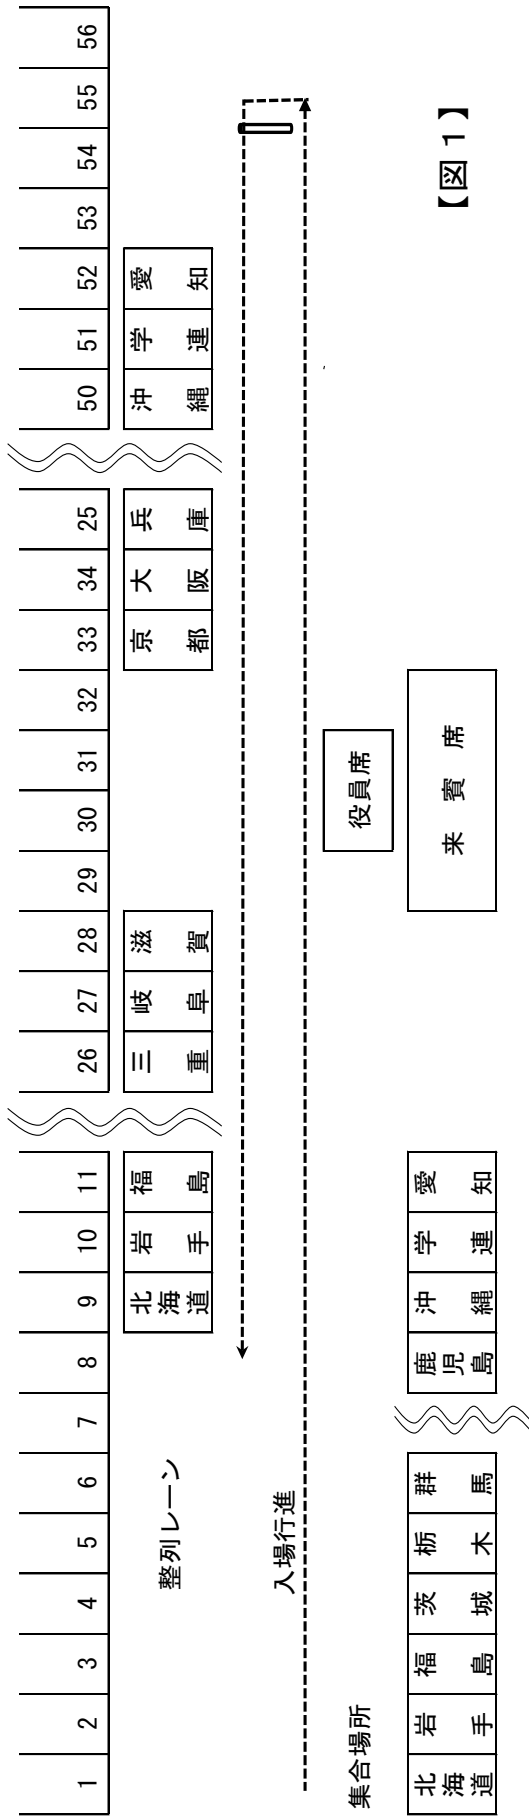 1 2 3 4 5 6 7 8 9 10 11 26 27 28 29 30 31 32 33 34 25 50 51 52 53 54 55 56
北海道 岩手 福島 三重 岐阜 滋賀 京都 大阪 兵庫 沖縄 学連 愛知
整列レーン
入場行進
役員席
集合場所
北海道 岩手 福島 茨城 栃木 群馬 鹿児島 沖縄 学連 愛知
来賓席
【図1】